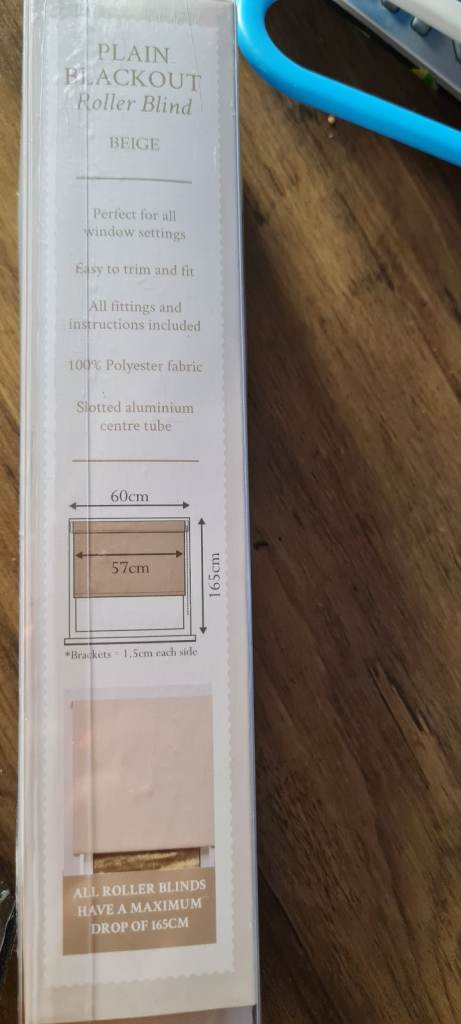 PLAIN
BLACKOUT
Roller Blind
BEIGE
Perfect for all
window settings
Easy to trim and fit
All fittings and
instructions included
100% Polyester fabric
Slotted aluminium
centre tube
60cm
57cm
165cm
*Brackets = 1.5cm each side
ALL ROLLER BLINDS
HAVE A MAXIMUM
DROP OF 165CM